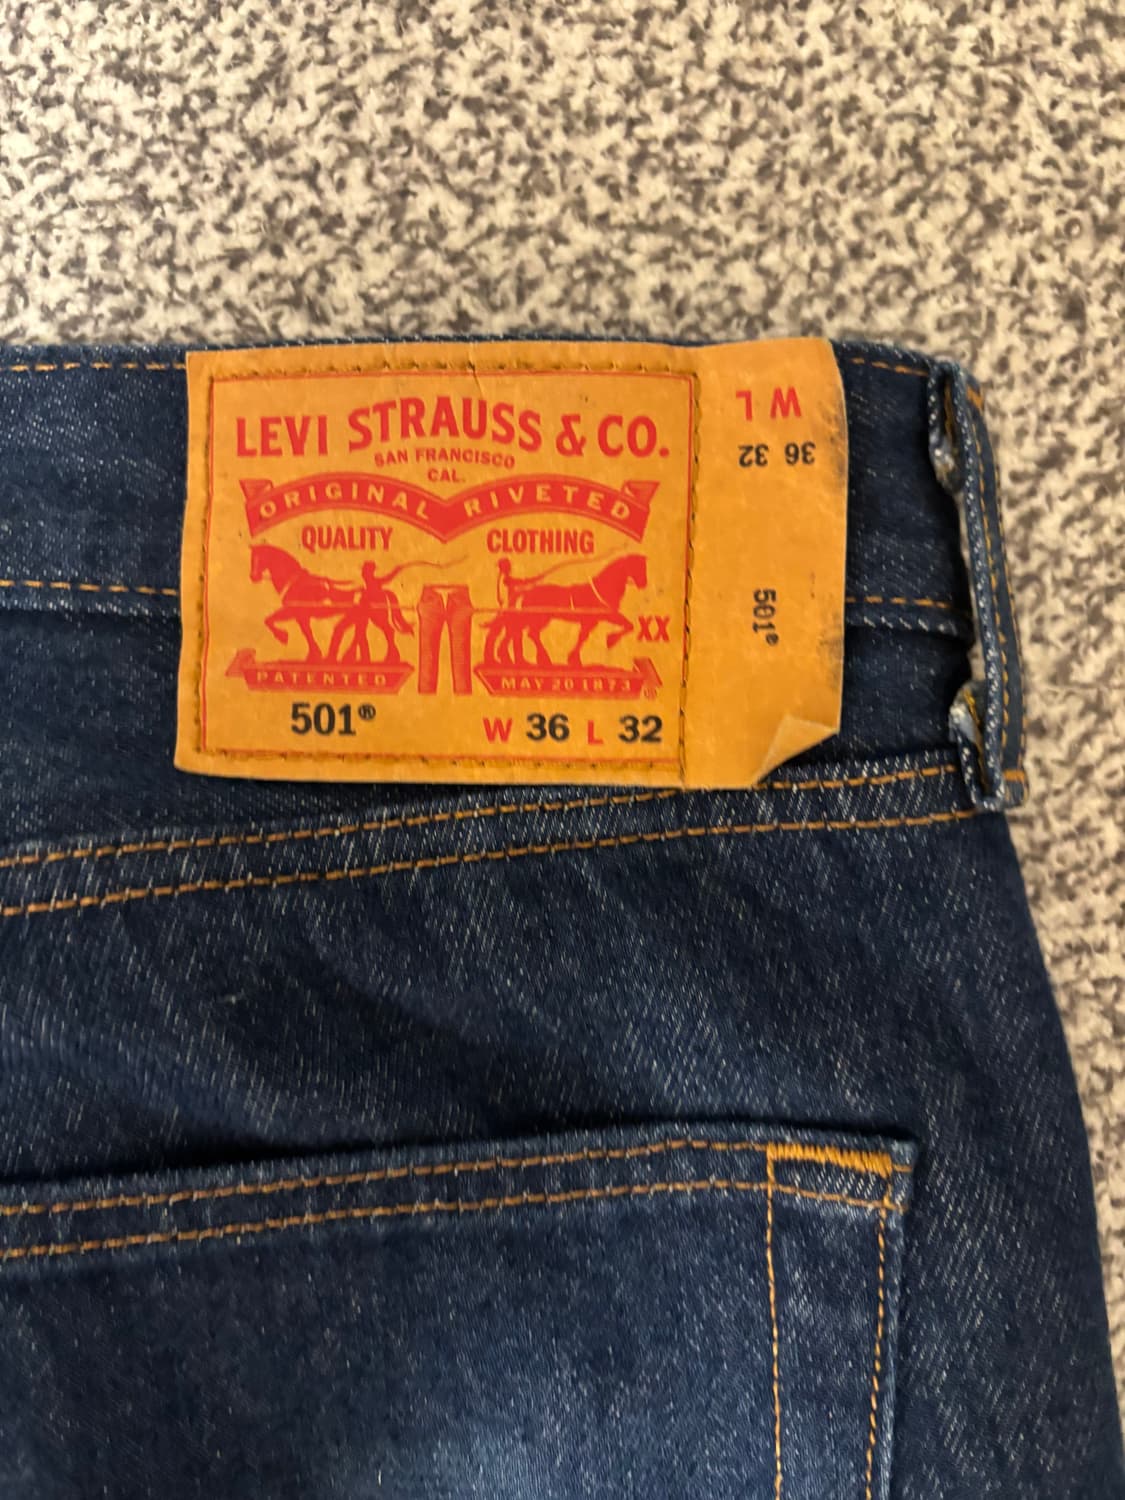 LEVI STRAUSS & CO.
SAN FRANCISCO
CAL.
ORIGINAL RIVETED
QUALITY CLOTHING
XX
PATENTED MAY 20 1873 ®
501® W 36 L 32
W L
36 32
501®